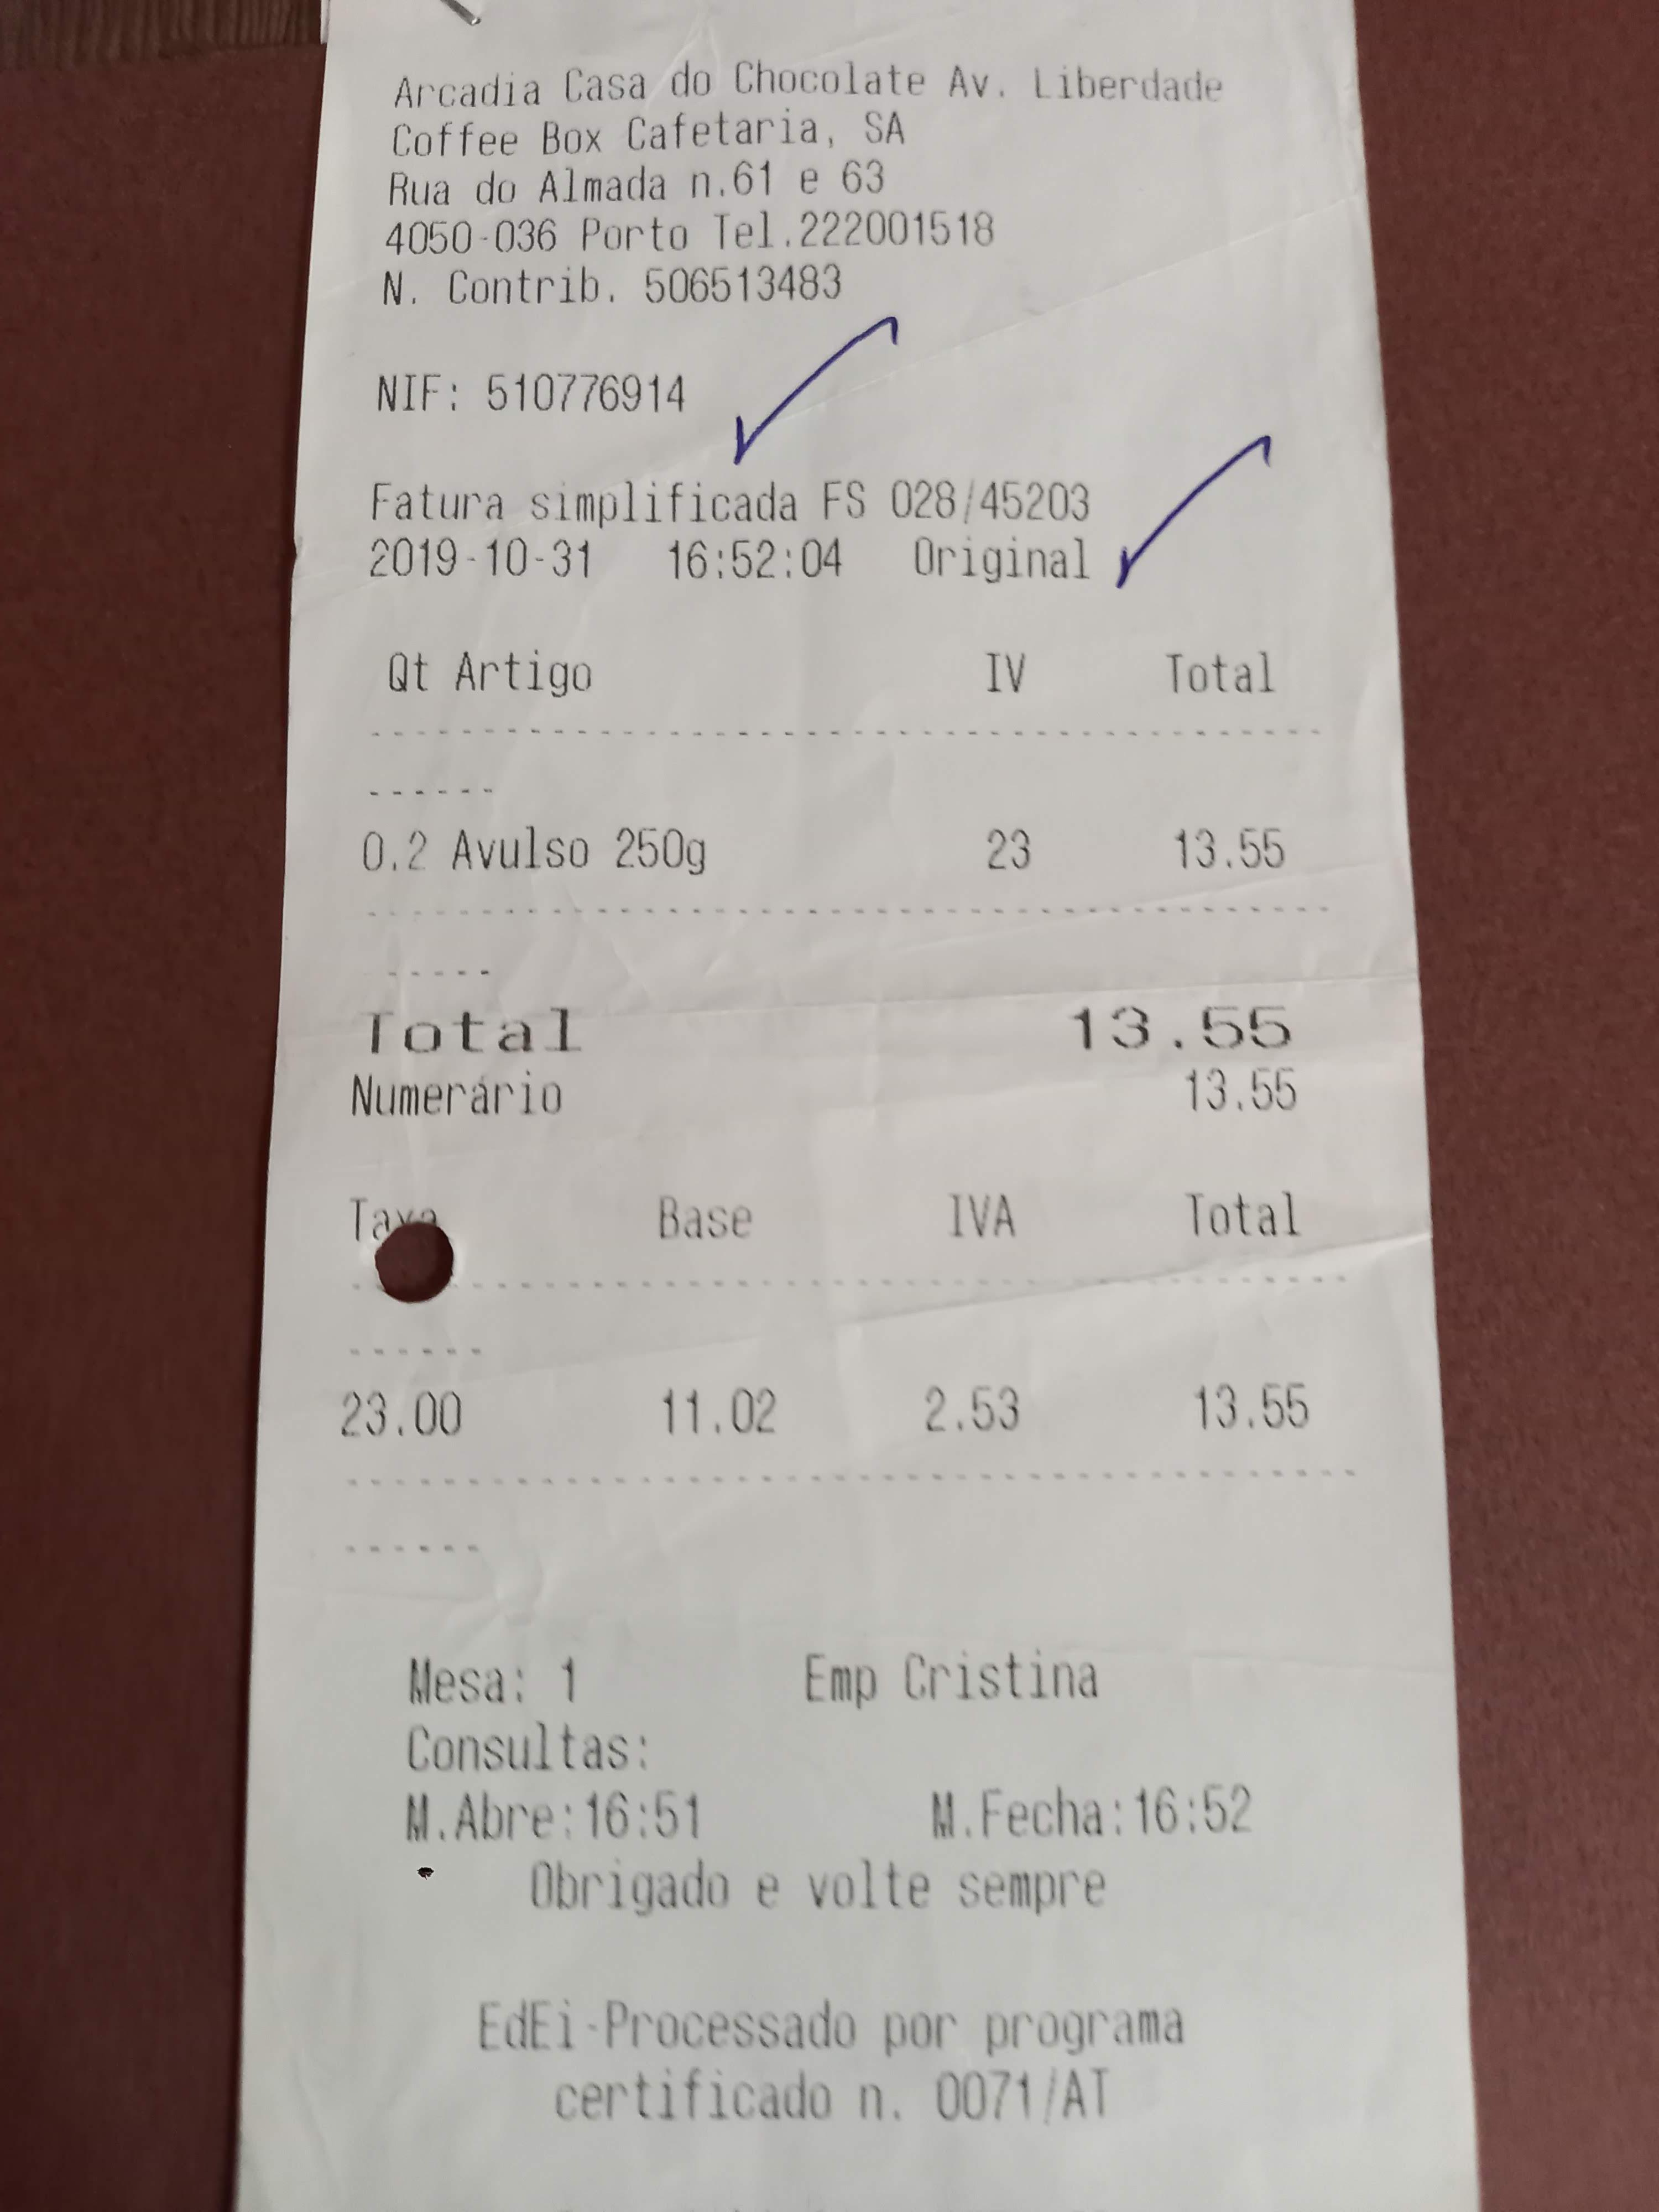 Arcadia Casa do Chocolate Av. Liberdade
Coffee Box Cafetaria, SA
Rua do Almada n.61 e 63
4050-036 Porto Tel.222001518
N. Contrib. 506513483
NIF: 510776914
Fatura simplificada FS 028/45203
2019-10-31 16:52:04 Original
Qt Artigo IV Total
0.2 Avulso 250g 23 13.55
Total 13.55
Numerário 13.55
Taxa Base IVA Total
23.00 11.02 2.53 13.55
Mesa: 1 Emp Cristina
Consultas:
M.Abre:16:51 M.Fecha:16:52
Obrigado e volte sempre
EdEi-Processado por programa
certificado n. 0071/AT